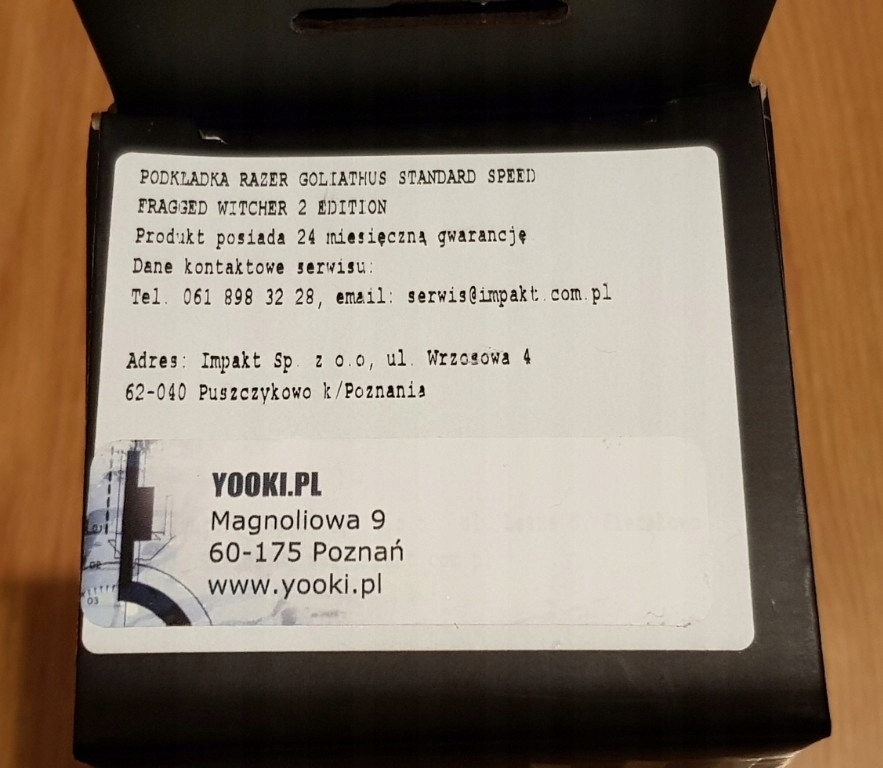 PODKŁADKA RAZER GOLIATHUS STANDARD SPEED
FRAGGED WITCHER 2 EDITION
Produkt posiada 24 miesięczną gwarancję
Dane kontaktowe serwisu:
Tel. 061 898 32 28, email: serwis@impakt.com.pl
Adres: Impakt Sp. z o.o, ul. Wrzosowa 4
62-040 Puszczykowo k/Poznania
YOOKI.PL
Magnoliowa 9
60-175 Poznań
www.yooki.pl
02
03